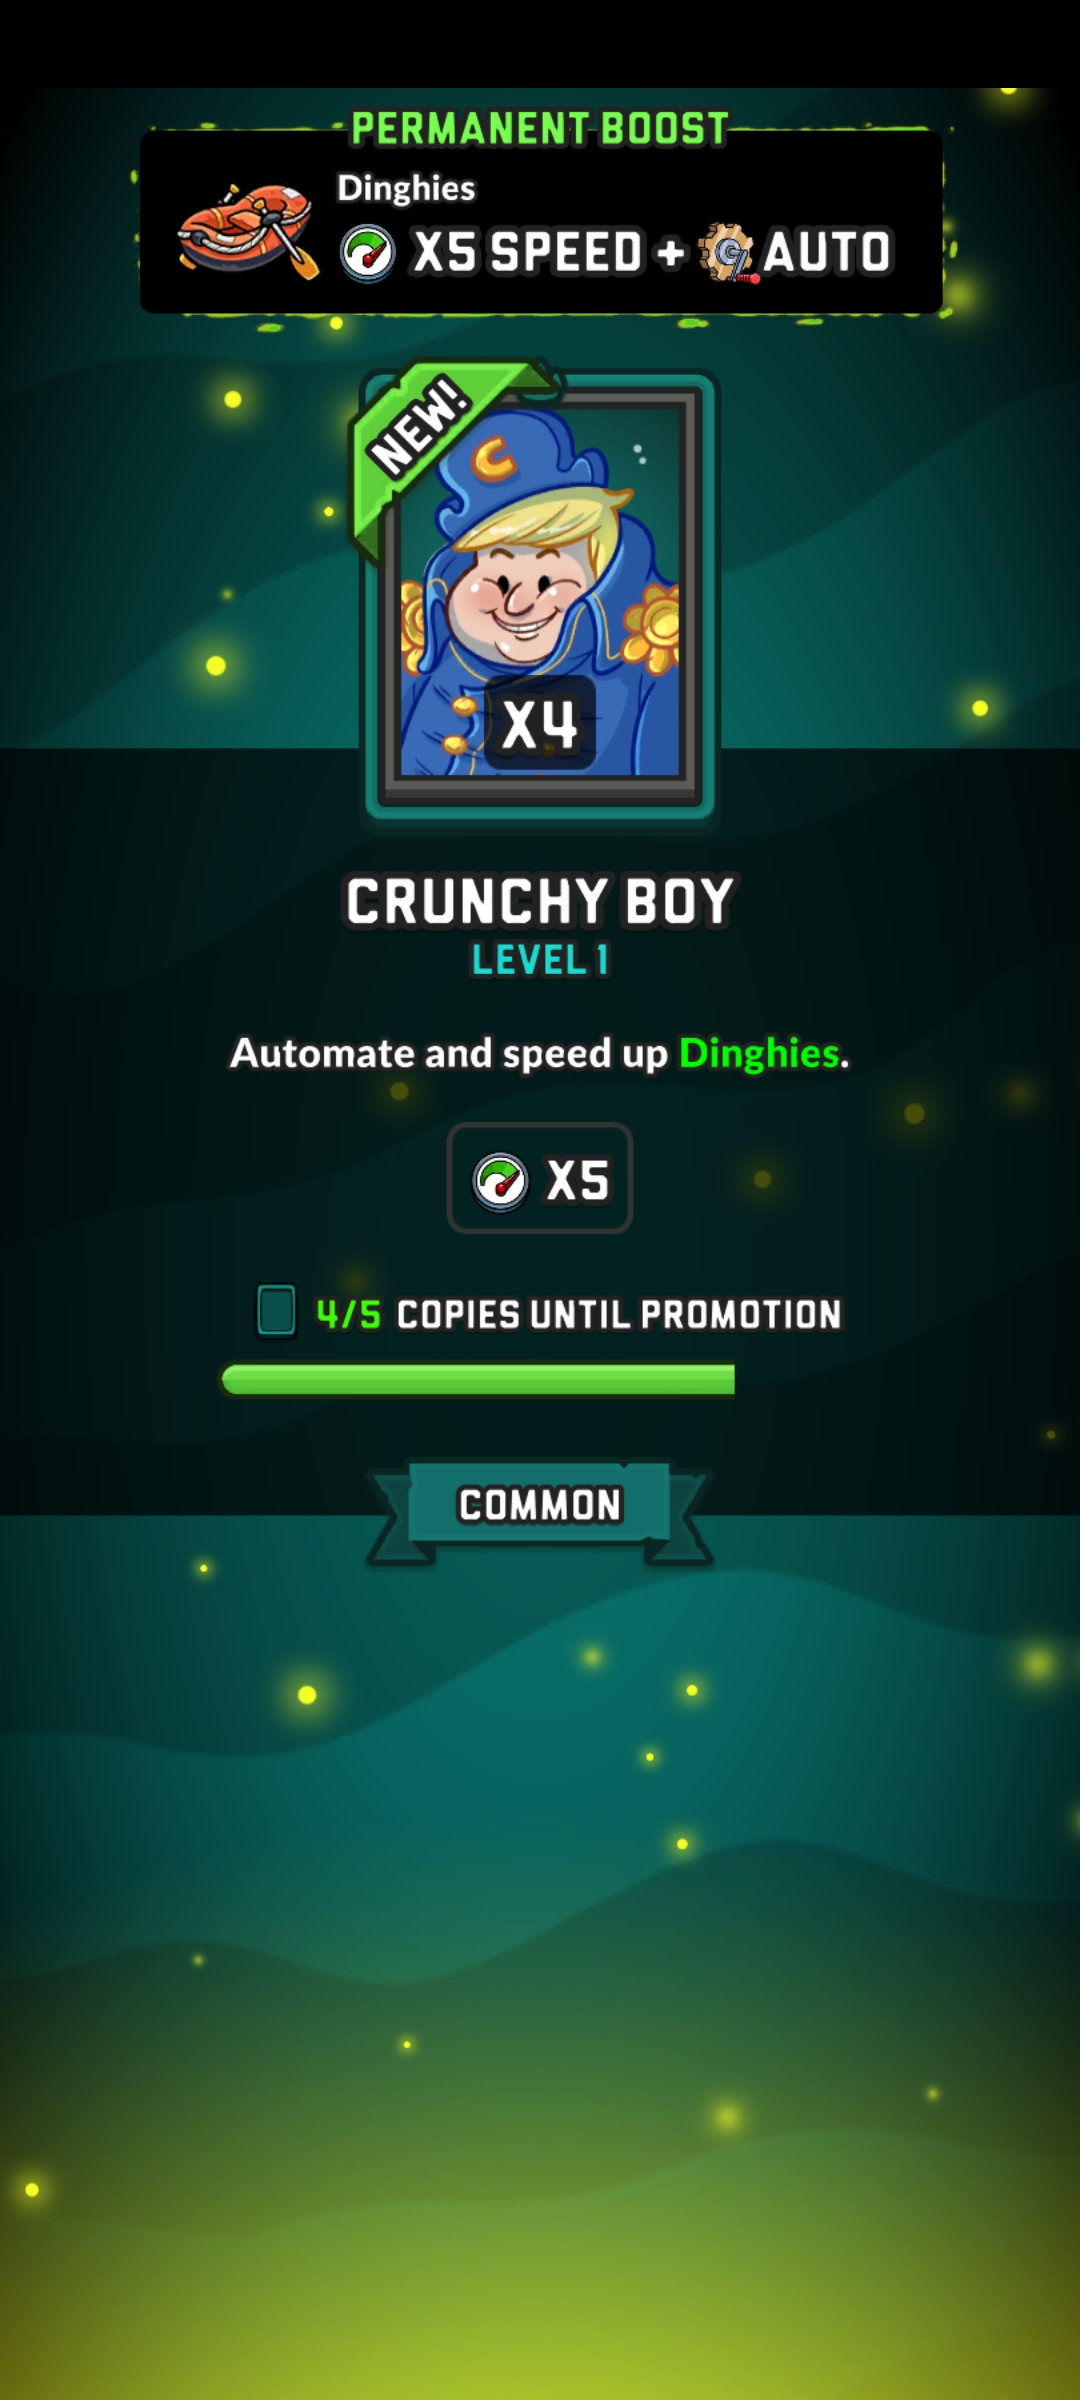 PERMANENT BOOST
Dinghies
X5 SPEED + AUTO
NEW!
C
X4
CRUNCHY BOY
LEVEL 1
Automate and speed up Dinghies.
X5
4/5 COPIES UNTIL PROMOTION
COMMON